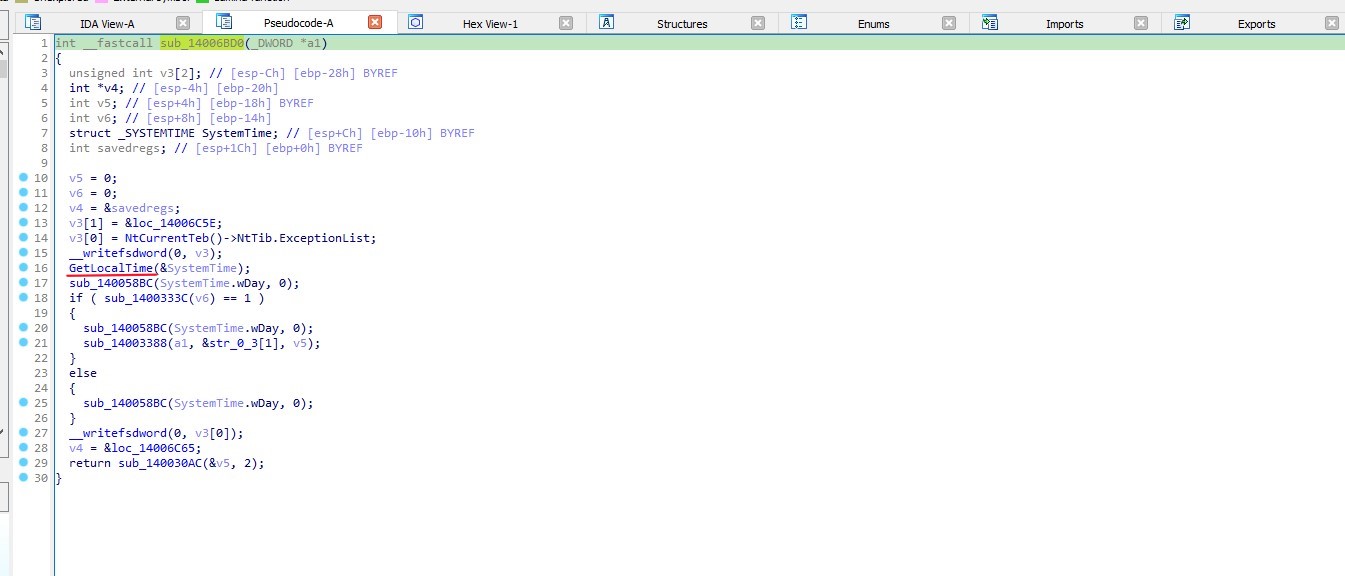 IDA View-A Pseudocode-A Hex View-1 Structures Enums Imports Exports
1 int __fastcall sub_14006BD0(_DWORD *a1)
2 {
3 unsigned int v3[2]; // [esp-Ch] [ebp-28h] BYREF
4 int *v4; // [esp-4h] [ebp-20h]
5 int v5; // [esp+4h] [ebp-18h] BYREF
6 int v6; // [esp+8h] [ebp-14h]
7 struct _SYSTEMTIME SystemTime; // [esp+Ch] [ebp-10h] BYREF
8 int savedregs; // [esp+1Ch] [ebp+0h] BYREF
9
10 v5 = 0;
11 v6 = 0;
12 v4 = &savedregs;
13 v3[1] = &loc_14006C5E;
14 v3[0] = NtCurrentTeb()->NtTib.ExceptionList;
15 __writefsdword(0, v3);
16 GetLocalTime(&SystemTime);
17 sub_140058BC(SystemTime.wDay, 0);
18 if ( sub_1400333C(v6) == 1 )
19 {
20 sub_140058BC(SystemTime.wDay, 0);
21 sub_14003388(a1, &str_0_3[1], v5);
22 }
23 else
24 {
25 sub_140058BC(SystemTime.wDay, 0);
26 }
27 __writefsdword(0, v3[0]);
28 v4 = &loc_14006C65;
29 return sub_140030AC(&v5, 2);
30 }